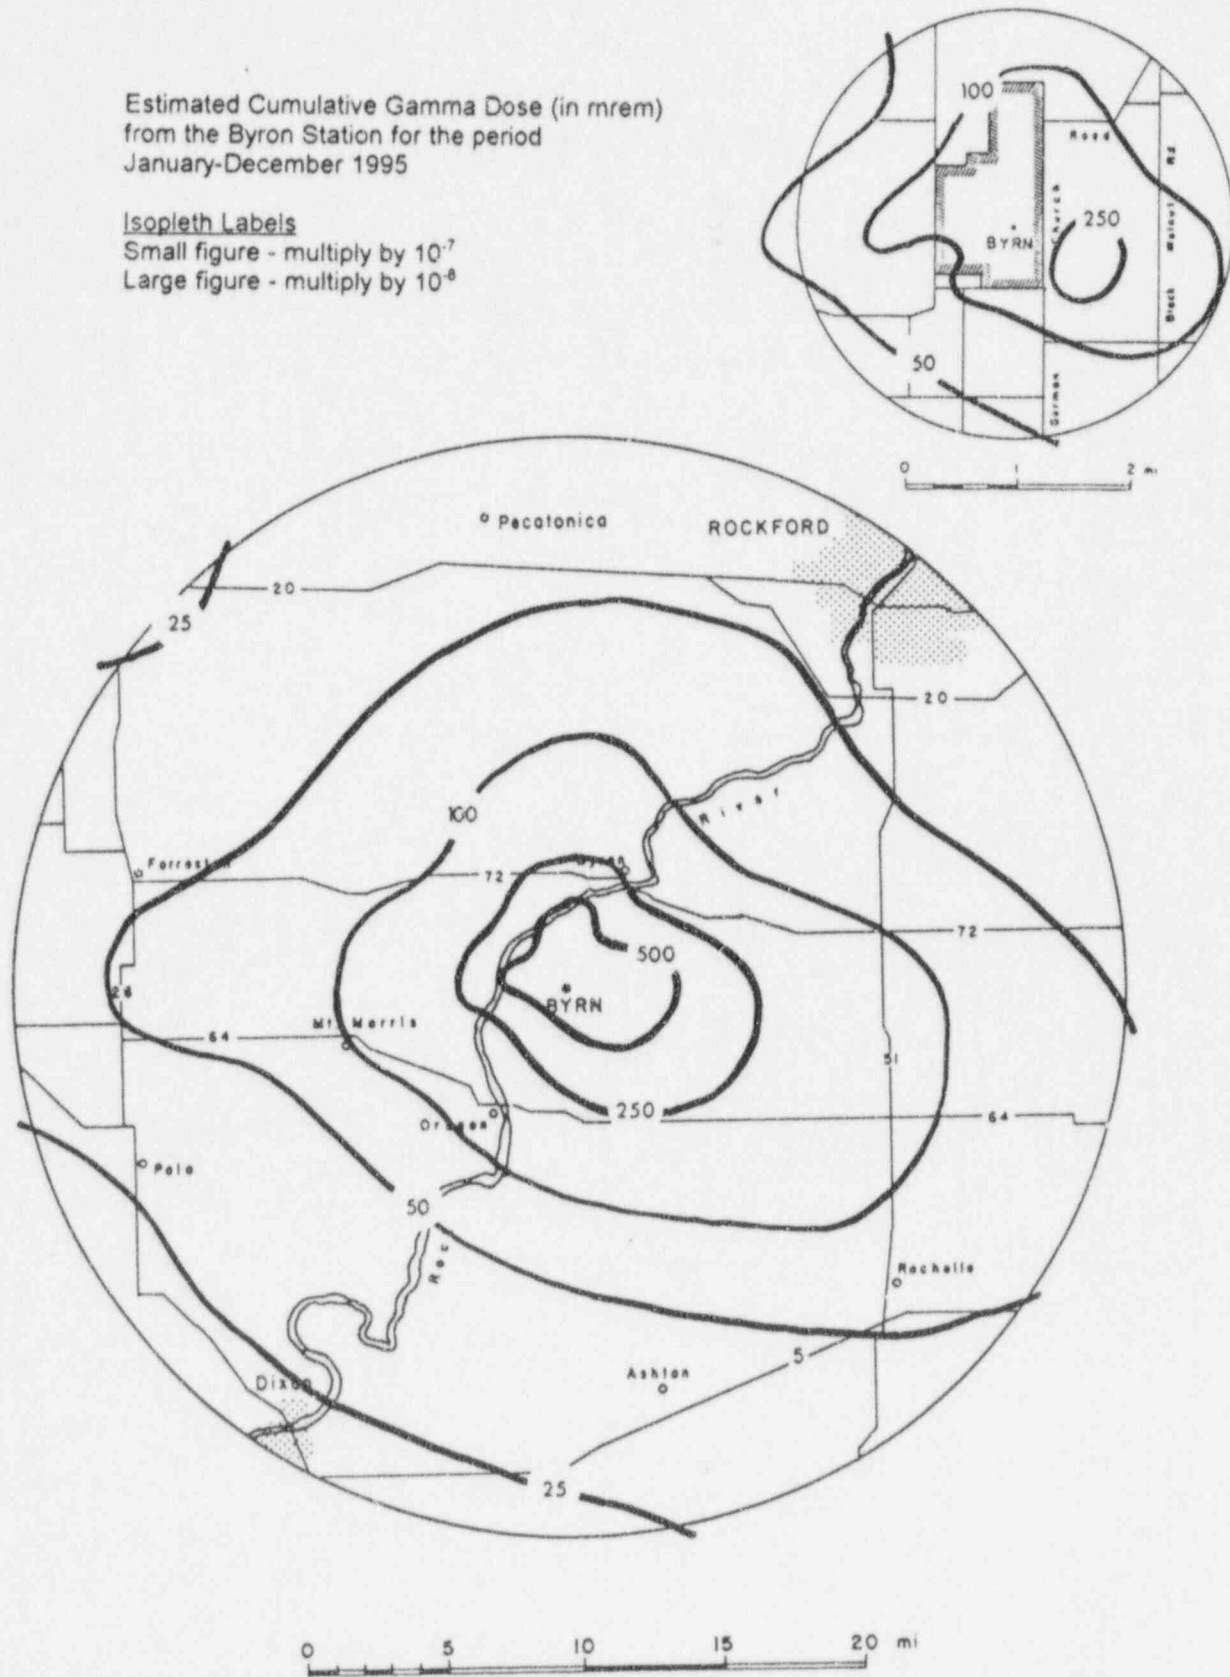 Estimated Cumulative Gamma Dose (in mrem)
from the Byron Station for the period
January-December 1995
Isopleth Labels
Small figure - multiply by 10⁻⁷
Large figure - multiply by 10⁻⁸
100
Road
Church
250
BYRN
Black Walnut Rd
50
German
0 1 2 mi
Pecatonica
ROCKFORD
20
25
20
100
River
Forreston
72
Byron
72
500
BYRN
26
Mt. Morris
64
51
250
64
Oregon
Polo
50
Roc
Rochelle
5
Ashton
Dixon
25
0 5 10 15 20 mi